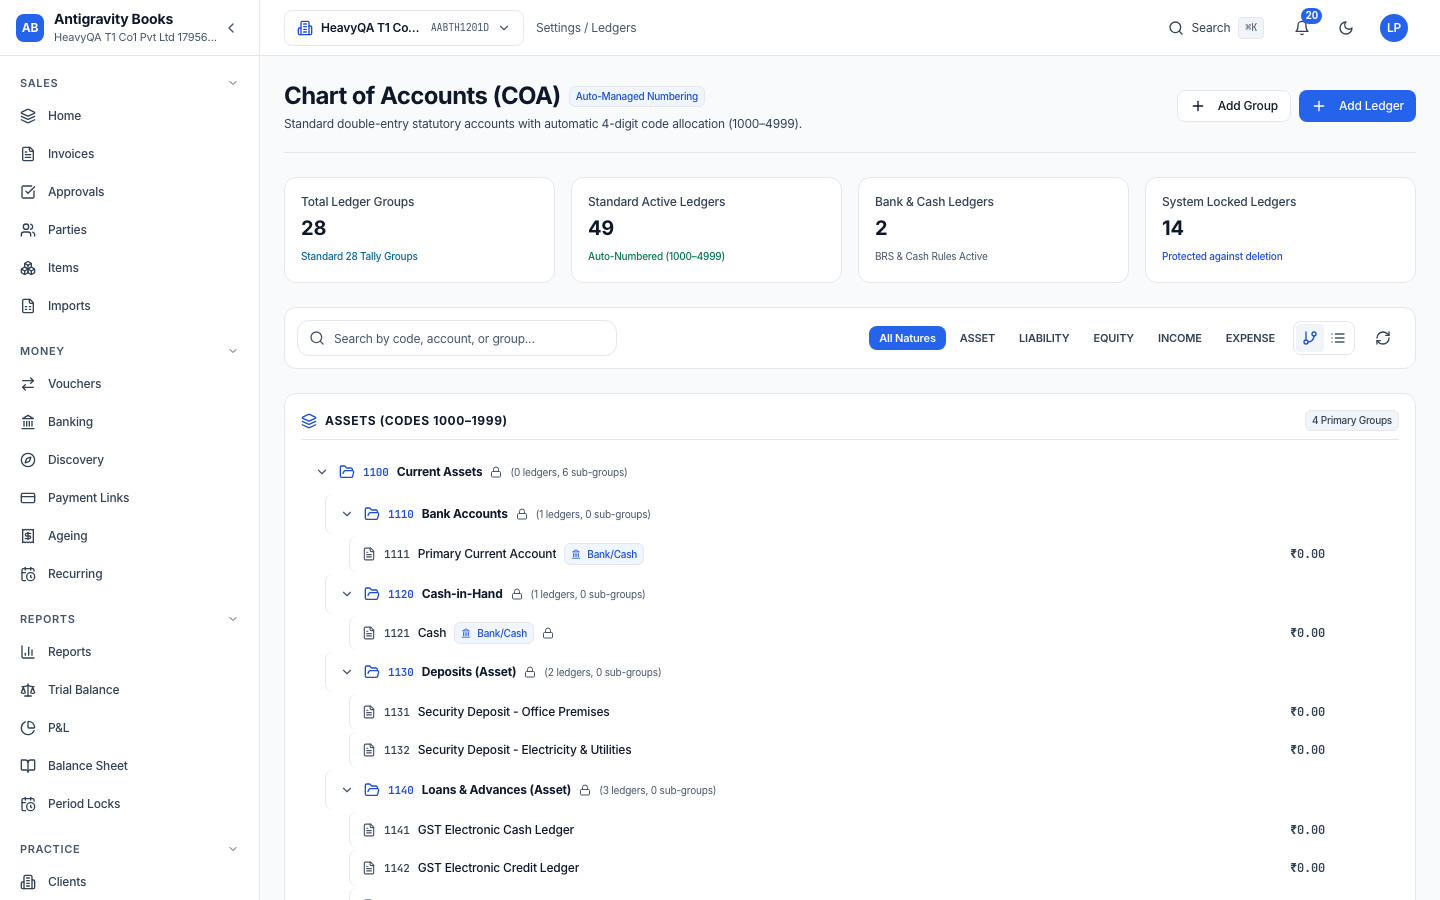 AB
Antigravity Books
HeavyQA T1 Co1 Pvt Ltd 17956...
SALES
Home
Invoices
Approvals
Parties
Items
Imports
MONEY
Vouchers
Banking
Discovery
Payment Links
Ageing
Recurring
REPORTS
Reports
Trial Balance
P&L
Balance Sheet
Period Locks
PRACTICE
Clients
HeavyQA T1 Co... AABTH1201D
Settings / Ledgers
Search ⌘K
20
LP
Chart of Accounts (COA) Auto-Managed Numbering
Standard double-entry statutory accounts with automatic 4-digit code allocation (1000–4999).
Add Group
Add Ledger
Total Ledger Groups
28
Standard 28 Tally Groups
Standard Active Ledgers
49
Auto-Numbered (1000–4999)
Bank & Cash Ledgers
2
BRS & Cash Rules Active
System Locked Ledgers
14
Protected against deletion
Search by code, account, or group...
All Natures ASSET LIABILITY EQUITY INCOME EXPENSE
ASSETS (CODES 1000–1999) 4 Primary Groups
1100 Current Assets (0 ledgers, 6 sub-groups)
1110 Bank Accounts (1 ledgers, 0 sub-groups)
1111 Primary Current Account Bank/Cash ₹0.00
1120 Cash-in-Hand (1 ledgers, 0 sub-groups)
1121 Cash Bank/Cash ₹0.00
1130 Deposits (Asset) (2 ledgers, 0 sub-groups)
1131 Security Deposit - Office Premises ₹0.00
1132 Security Deposit - Electricity & Utilities ₹0.00
1140 Loans & Advances (Asset) (3 ledgers, 0 sub-groups)
1141 GST Electronic Cash Ledger ₹0.00
1142 GST Electronic Credit Ledger ₹0.00